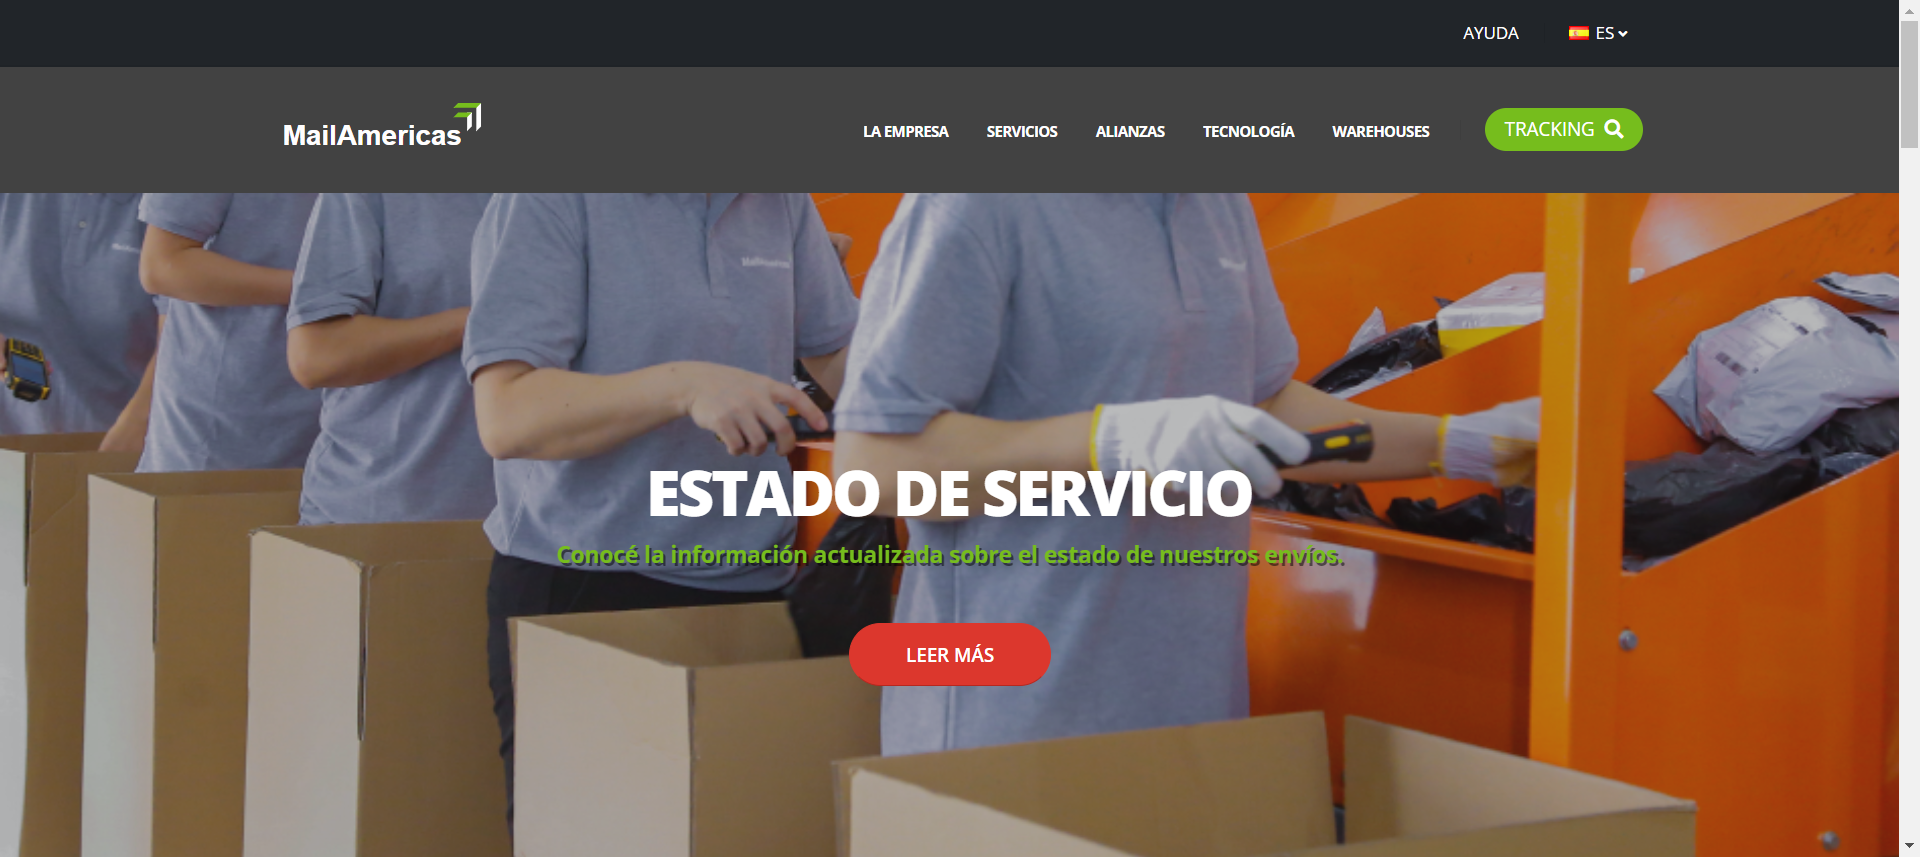 AYUDA
ES
MailAmericas
LA EMPRESA
SERVICIOS
ALIANZAS
TECNOLOGÍA
WAREHOUSES
TRACKING
ESTADO DE SERVICIO
Conocé la información actualizada sobre el estado de nuestros envíos.
LEER MÁS